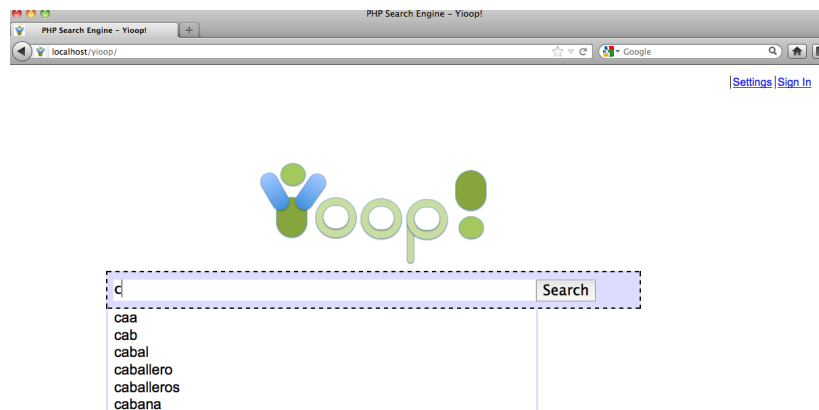 PHP Search Engine - Yioop!
PHP Search Engine - Yioop!
+
localhost/yioop/
Google
Settings Sign In
Yioop!
c
Search
caa
cab
cabal
caballero
caballeros
cabana